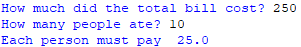 How much did the total bill cost? 250
How many people ate? 10
Each person must pay  25.0